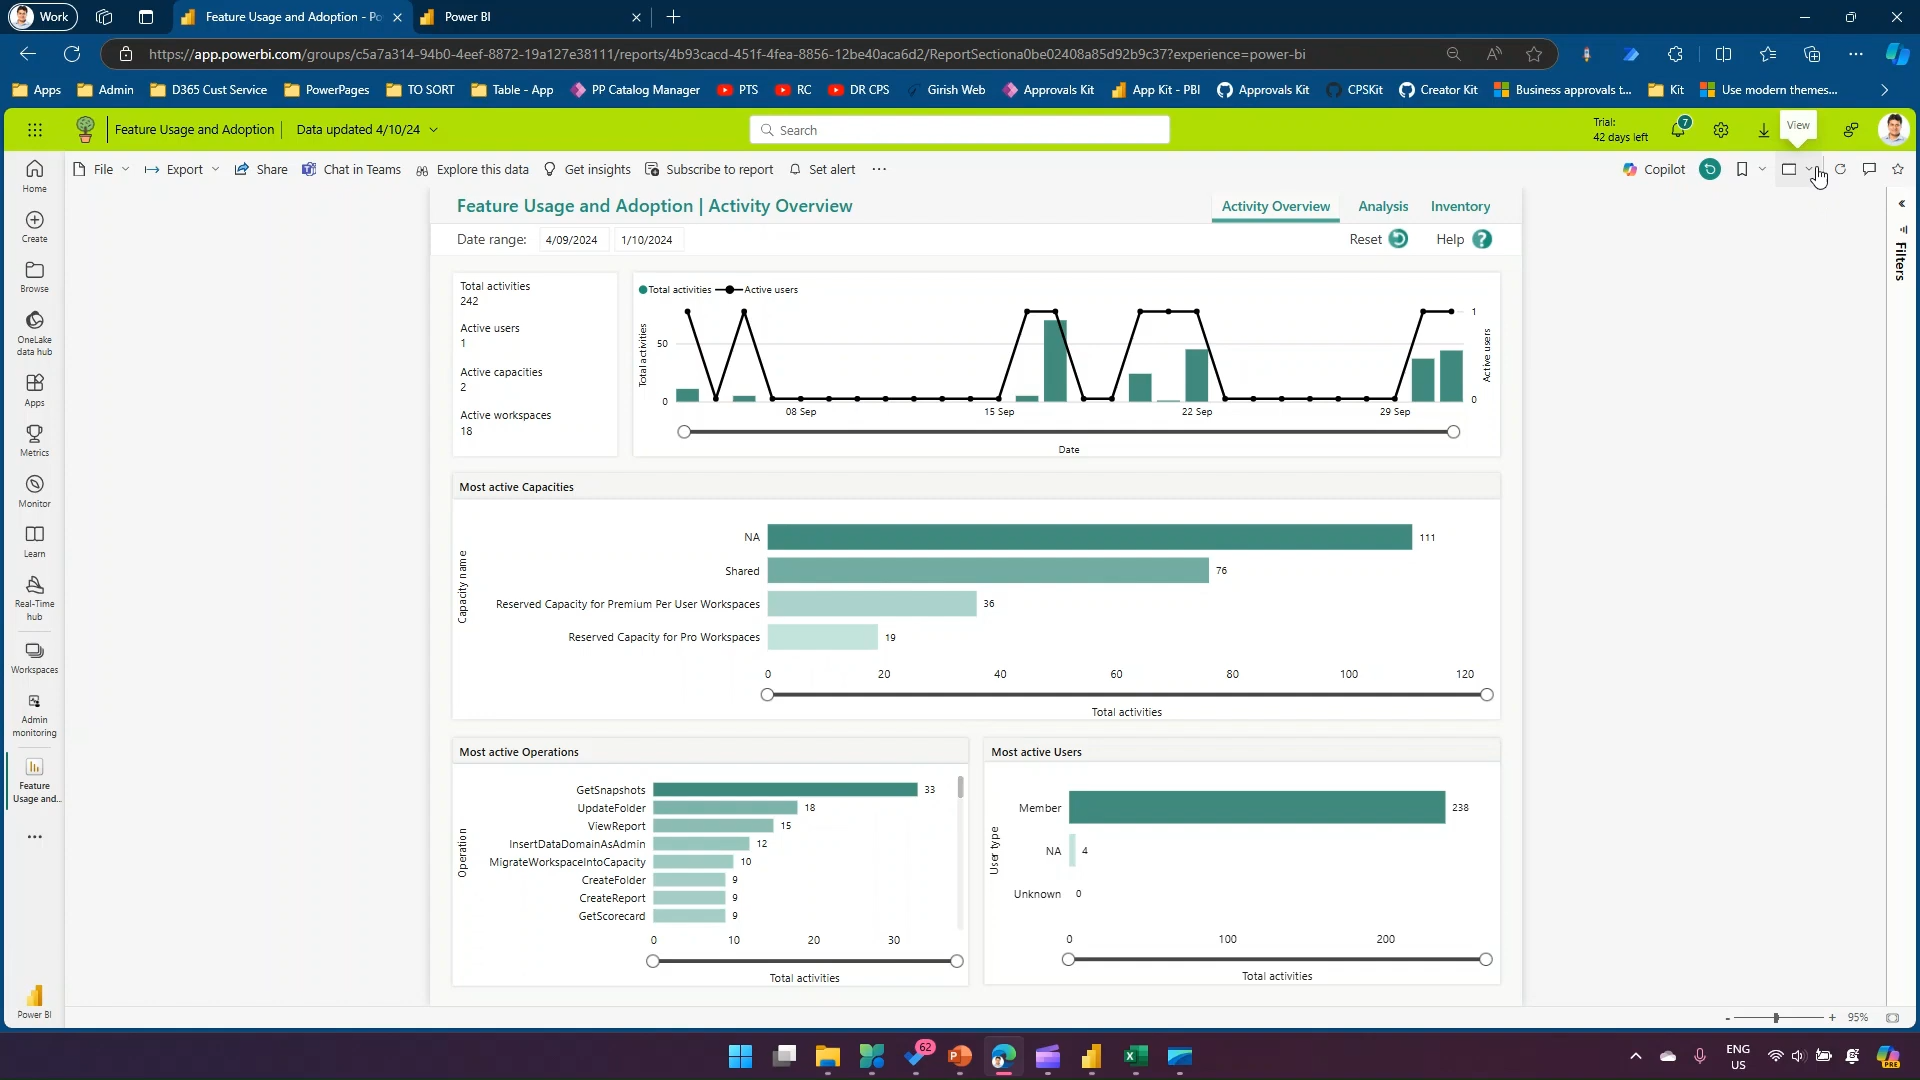 Work
Feature Usage and Adoption - Po
Power BI
https://app.powerbi.com/groups/c5a7a314-94b0-4eef-8872-19a127e38111/reports/4b93cacd-451f-4fea-8856-12be40aca6d2/ReportSectiona0be02408a85d92b9c37?experience=power-bi
Apps
Admin
D365 Cust Service
PowerPages
TO SORT
Table - App
PP Catalog Manager
PTS
RC
DR CPS
Girish Web
Approvals Kit
App Kit - PBI
Approvals Kit
CPSKit
Creator Kit
Business approvals t...
Kit
Use modern themes...
Feature Usage and Adoption
Data updated 4/10/24
Search
Trial:
42 days left
7
View
File
Export
Share
Chat in Teams
Explore this data
Get insights
Subscribe to report
Set alert
Copilot
Home
Create
Browse
OneLake
data hub
Apps
Metrics
Monitor
Learn
Real-Time
hub
Workspaces
Admin
monitoring
Feature
Usage and...
Power BI
Feature Usage and Adoption | Activity Overview
Activity Overview
Analysis
Inventory
Date range:
4/09/2024
1/10/2024
Reset
Help
?
Filters
Total activities
242
Active users
1
Active capacities
2
Active workspaces
18
Total activities
Active users
Total activities
50
0
1
0
Active users
08 Sep
15 Sep
22 Sep
29 Sep
Date
Most active Capacities
Capacity name
NA
111
Shared
76
Reserved Capacity for Premium Per User Workspaces
36
Reserved Capacity for Pro Workspaces
19
0
20
40
60
80
100
120
Total activities
Most active Operations
Operation
GetSnapshots
33
UpdateFolder
18
ViewReport
15
InsertDataDomainAsAdmin
12
MigrateWorkspaceIntoCapacity
10
CreateFolder
9
CreateReport
9
GetScorecard
9
0
10
20
30
Total activities
Most active Users
User type
Member
238
NA
4
Unknown
0
0
100
200
Total activities
- + 95%
62
ENG
US
PRE